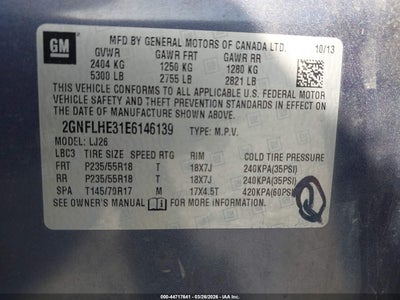 GM
MFD BY GENERAL MOTORS OF CANADA LTD. 10/13
GVWR GAWR FRT GAWR RR
2404 KG 1250 KG 1280 KG
5300 LB 2755 LB 2821 LB
THIS VEHICLE CONFORMS TO ALL APPLICABLE U.S. FEDERAL MOTOR
VEHICLE SAFETY AND THEFT PREVENTION STANDARDS IN EFFECT ON THE
DATE OF MANUFACTURE SHOWN ABOVE.
2GNFLHE31E6146139 TYPE: M.P.V.
MODEL: LJ26
LBC3 TIRE SIZE SPEED RTG RIM COLD TIRE PRESSURE
FRT P235/55R18 T 18X7J 240KPA(35PSI)
RR P235/55R18 T 18X7J 240KPA(35PSI)
SPA T145/70R17 M 17X4.5T 420KPA(60PSI)
SEE OWNER'S MANUAL FOR MORE INFORMATION
Q
© 00-44717641 - 03/26/2026 - IAAI Inc.